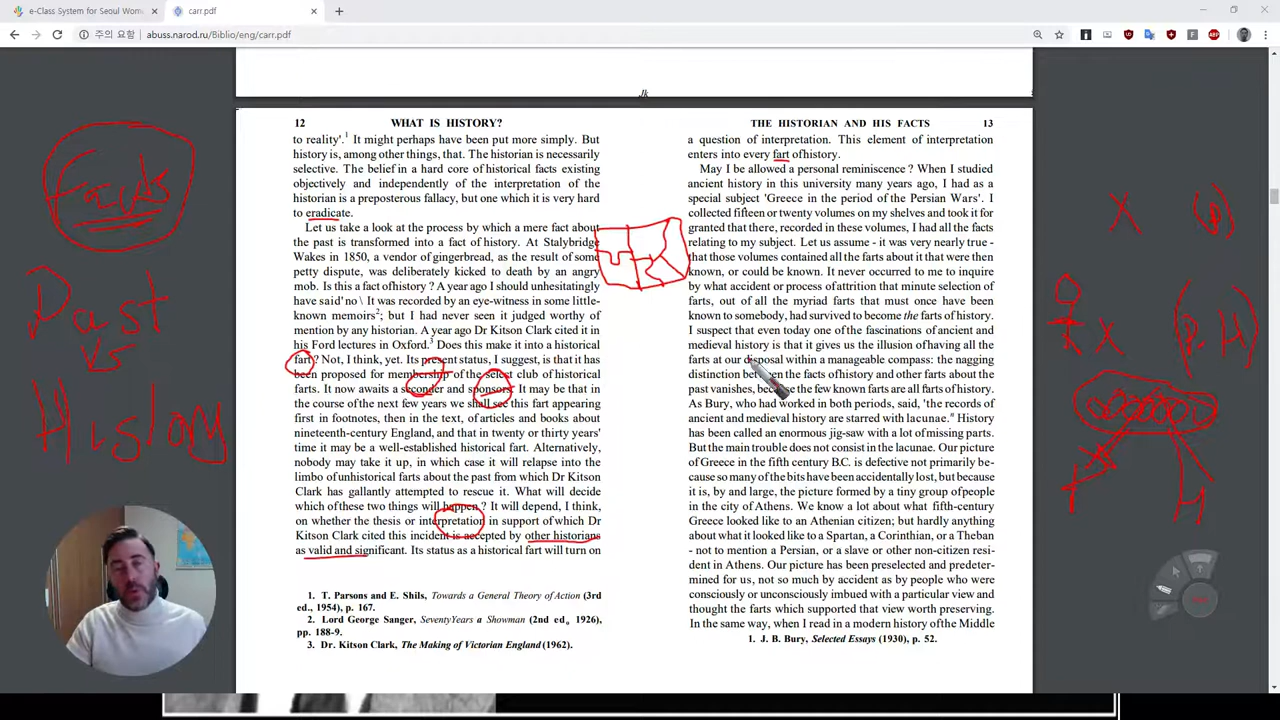 e-Class System for Seoul Wom
carr.pdf
주의 요함
abuss.narod.ru/Biblio/eng/carr.pdf
Jk
Facts
Past
vs
History
12 WHAT IS HISTORY?
to reality'.1 It might perhaps have been put more simply. But
history is, among other things, that. The historian is necessarily
selective. The belief in a hard core of historical facts existing
objectively and independently of the interpretation of the
historian is a preposterous fallacy, but one which it is very hard
to eradicate.
Let us take a look at the process by which a mere fact about
the past is transformed into a fact of history. At Stalybridge
Wakes in 1850, a vendor of gingerbread, as the result of some
petty dispute, was deliberately kicked to death by an angry
mob. Is this a fact of history ? A year ago I should unhesitatingly
have said' no \ It was recorded by an eye-witness in some little-
known memoirs2; but I had never seen it judged worthy of
mention by any historian. A year ago Dr Kitson Clark cited it in
his Ford lectures in Oxford.3 Does this make it into a historical
fart? Not, I think, yet. Its present status, I suggest, is that it has
been proposed for membership of the select club of historical
farts. It now awaits a seconder and sponsors. It may be that in
the course of the next few years we shall see this fart appearing
first in footnotes, then in the text, of articles and books about
nineteenth-century England, and that in twenty or thirty years'
time it may be a well-established historical fart. Alternatively,
nobody may take it up, in which case it will relapse into the
limbo of unhistorical farts about the past from which Dr Kitson
Clark has gallantly attempted to rescue it. What will decide
which of these two things will happen ? It will depend, I think,
on whether the thesis or interpretation in support of which Dr
Kitson Clark cited this incident is accepted by other historians
as valid and significant. Its status as a historical fart will turn on
1. T. Parsons and E. Shils, Towards a General Theory of Action (3rd
ed., 1954), p. 167.
2. Lord George Sanger, Seventy Years a Showman (2nd ed. 1926),
pp. 188-9.
3. Dr. Kitson Clark, The Making of Victorian England (1962).
THE HISTORIAN AND HIS FACTS 13
a question of interpretation. This element of interpretation
enters into every fart of history.
May I be allowed a personal reminiscence ? When I studied
ancient history in this university many years ago, I had as a
special subject 'Greece in the period of the Persian Wars'. I
collected fifteen or twenty volumes on my shelves and took it for
granted that there, recorded in these volumes, I had all the facts
relating to my subject. Let us assume - it was very nearly true -
that those volumes contained all the farts about it that were then
known, or could be known. It never occurred to me to inquire
by what accident or process of attrition that minute selection of
farts, out of all the myriad farts that must once have been
known to somebody, had survived to become the farts of history.
I suspect that even today one of the fascinations of ancient and
medieval history is that it gives us the illusion of having all the
farts at our disposal within a manageable compass: the nagging
distinction between the facts of history and other farts about the
past vanishes, because the few known farts are all farts of history.
As Bury, who had worked in both periods, said, 'the records of
ancient and medieval history are starred with lacunae." History
has been called an enormous jig-saw with a lot of missing parts.
But the main trouble does not consist in the lacunae. Our picture
of Greece in the fifth century B.C. is defective not primarily be-
cause so many of the bits have been accidentally lost, but because
it is, by and large, the picture formed by a tiny group of people
in the city of Athens. We know a lot about what fifth-century
Greece looked like to an Athenian citizen; but hardly anything
about what it looked like to a Spartan, a Corinthian, or a Theban
- not to mention a Persian, or a slave or other non-citizen resi-
dent in Athens. Our picture has been preselected and predeter-
mined for us, not so much by accident as by people who were
consciously or unconsciously imbued with a particular view and
thought the farts which supported that view worth preserving.
In the same way, when I read in a modern history of the Middle
1. J. B. Bury, Selected Essays (1930), p. 52.
X
X
H
H